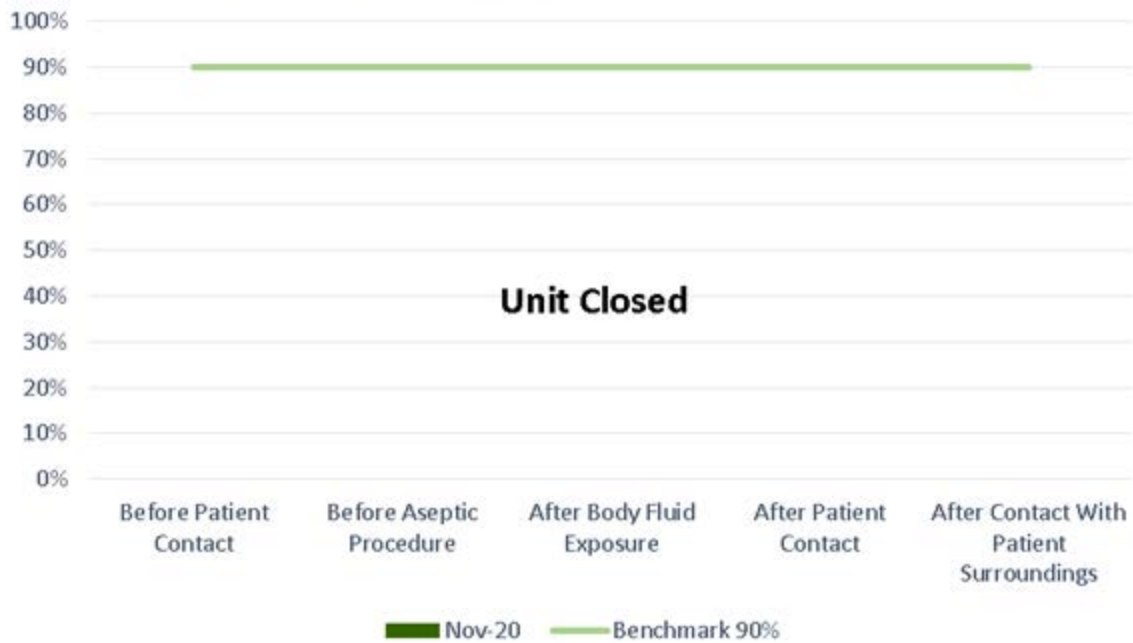 100%
90%
80%
70%
60%
50%
40%
30%
20%
10%
0%
Unit Closed
Before Patient
Contact
Before Aseptic
Procedure
After Body Fluid
Exposure
After Patient
Contact
After Contact With
Patient
Surroundings
Nov-20
Benchmark 90%